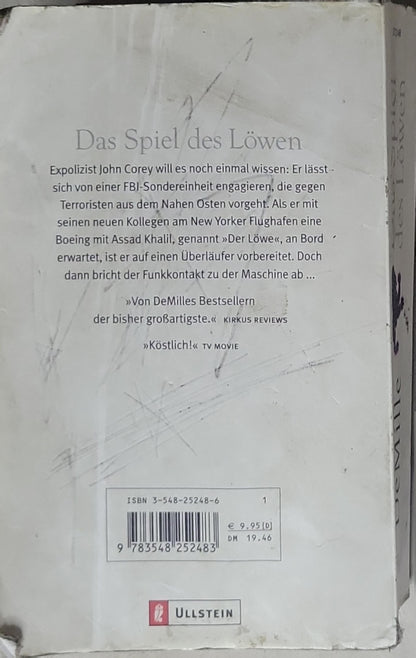 Das Spiel des Löwen
Expolizist John Corey will es noch einmal wissen: Er lässt
sich von einer FBI-Sondereinheit engagieren, die gegen
Terroristen aus dem Nahen Osten vorgeht. Als er mit
seinen neuen Kollegen am New Yorker Flughafen eine
Boeing mit Assad Khalil, genannt »Der Löwe«, an Bord
erwartet, ist er auf einen Überläufer vorbereitet. Doch
dann bricht der Funkkontakt zu der Maschine ab ...
»Von DeMilles Bestsellern
der bisher großartigste.« KIRKUS REVIEWS
»Köstlich!« TV MOVIE
ISBN 3-548-25248-6 1
€ 9.95 [D]
DM 19.46
9 783548 252483
ULLSTEIN
Das Spiel
des Löwen
DeMille